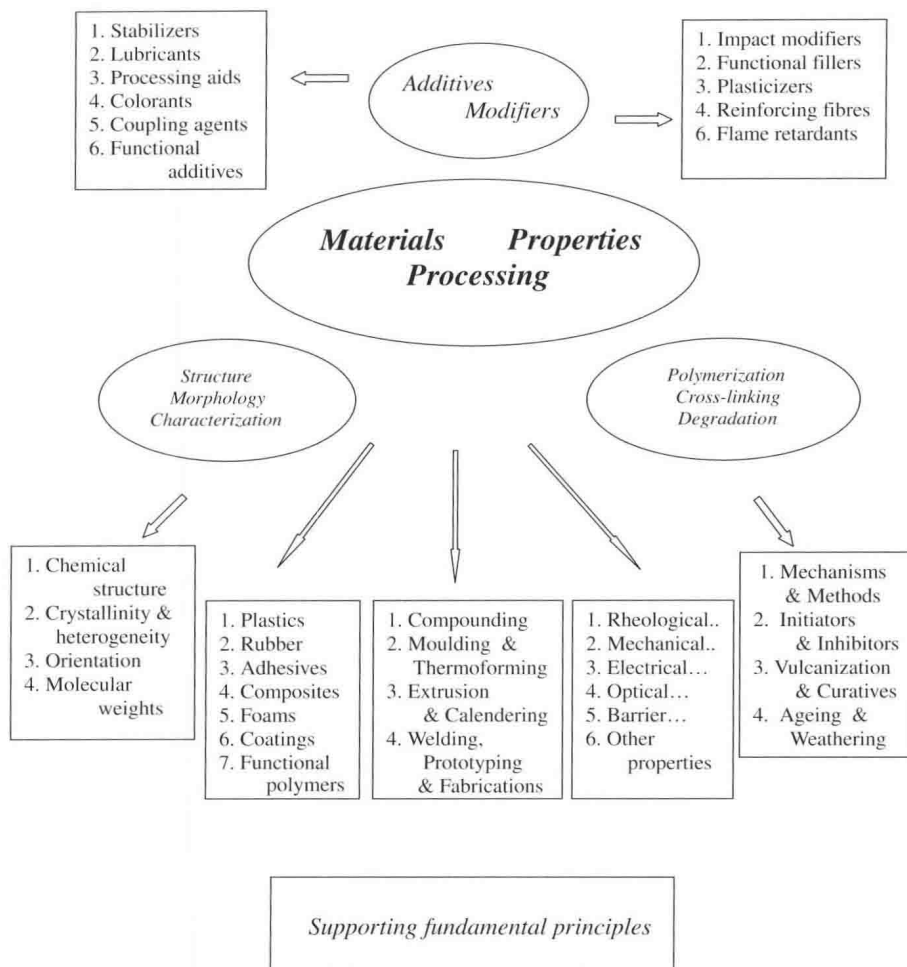 1. Stabilizers
2. Lubricants
3. Processing aids
4. Colorants
5. Coupling agents
6. Functional
additives
Additives
Modifiers
1. Impact modifiers
2. Functional fillers
3. Plasticizers
4. Reinforcing fibres
6. Flame retardants
Materials Properties
Processing
Structure
Morphology
Characterization
Polymerization
Cross-linking
Degradation
1. Chemical
structure
2. Crystallinity &
heterogeneity
3. Orientation
4. Molecular
weights
1. Plastics
2. Rubber
3. Adhesives
4. Composites
5. Foams
6. Coatings
7. Functional
polymers
1. Compounding
2. Moulding &
Thermoforming
3. Extrusion
& Calendering
4. Welding,
Prototyping
& Fabrications
1. Rheological..
2. Mechanical..
3. Electrical...
4. Optical...
5. Barrier...
6. Other
properties
1. Mechanisms
& Methods
2. Initiators
& Inhibitors
3. Vulcanization
& Curatives
4. Ageing &
Weathering
Supporting fundamental principles